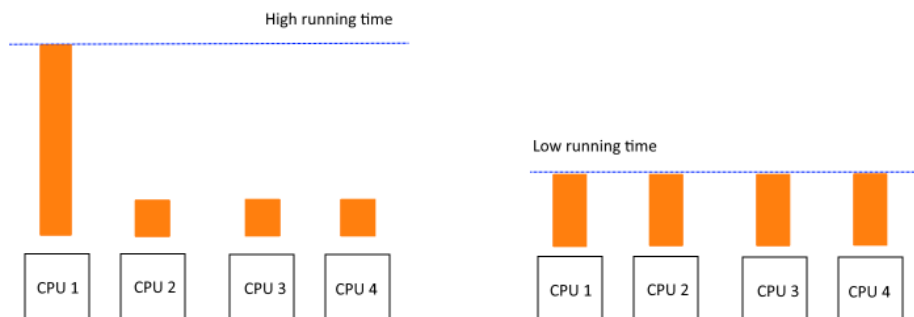 High running time
Low running time
CPU 1 CPU 2 CPU 3 CPU 4
CPU 1 CPU 2 CPU 3 CPU 4